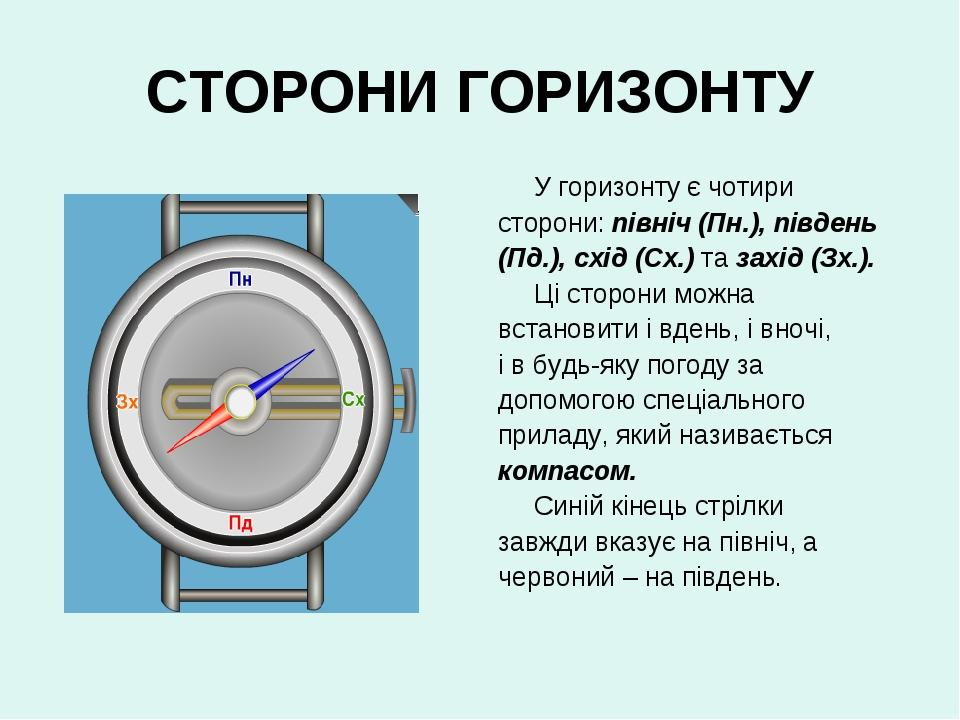 СТОРОНИ ГОРИЗОНТУ
У горизонту є чотири
сторони: північ (Пн.), південь
(Пд.), схід (Сх.) та захід (Зх.).
Ці сторони можна
встановити і вдень, і вночі,
і в будь-яку погоду за
допомогою спеціального
приладу, який називається
компасом.
Синій кінець стрілки
завжди вказує на північ, а
червоний – на південь.
Пн
Зх
Сх
Пд